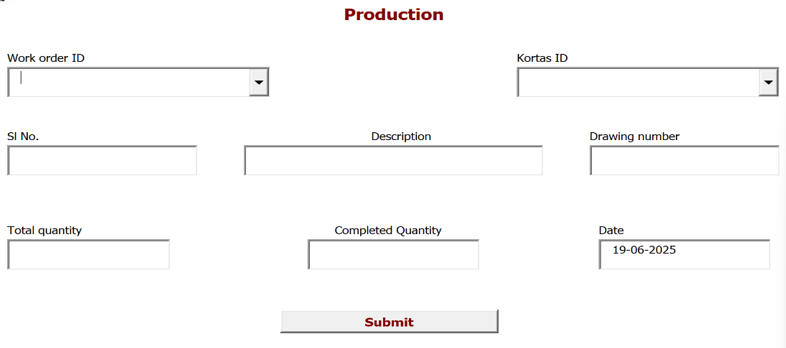 Production
Work order ID
Kortas ID
Sl No.
Description
Drawing number
Total quantity
Completed Quantity
Date
19-06-2025
Submit